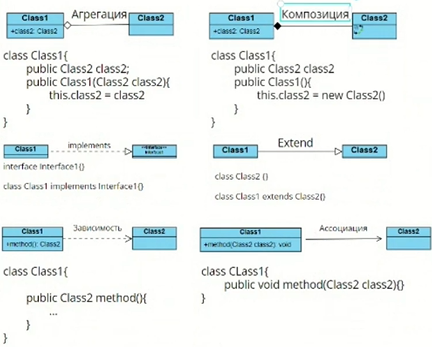 Class1
Агрегация
Class2
+class2: Class2
class Class1{
public Class2 class2;
public Class1(Class2 class2){
this.class2 = class2
}
}
Class1
Композиция
Class2
+class2: Class2
class Class1{
public Class2 class2
public Class1(){
this.class2 = new Class2()
}
}
Class1
implements
interface Interface1{}
class Class1 implements Interface1{}
Class1
Extend
Class2
class Class2 {}
class Class1 extends Class2{}
Class1
Зависимость
Class2
+method(): Class2
class Class1{
public Class2 method(){
...
}
}
Class1
Ассоциация
Class2
+method(Class2 class2): void
class CLass1{
public void method(Class2 class2){}
}